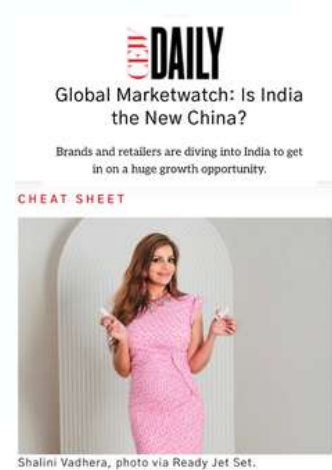 CEW DAILY
Global Marketwatch: Is India
the New China?
Brands and retailers are diving into India to get
in on a huge growth opportunity.
CHEAT SHEET
Shalini Vadhera, photo via Ready Jet Set.